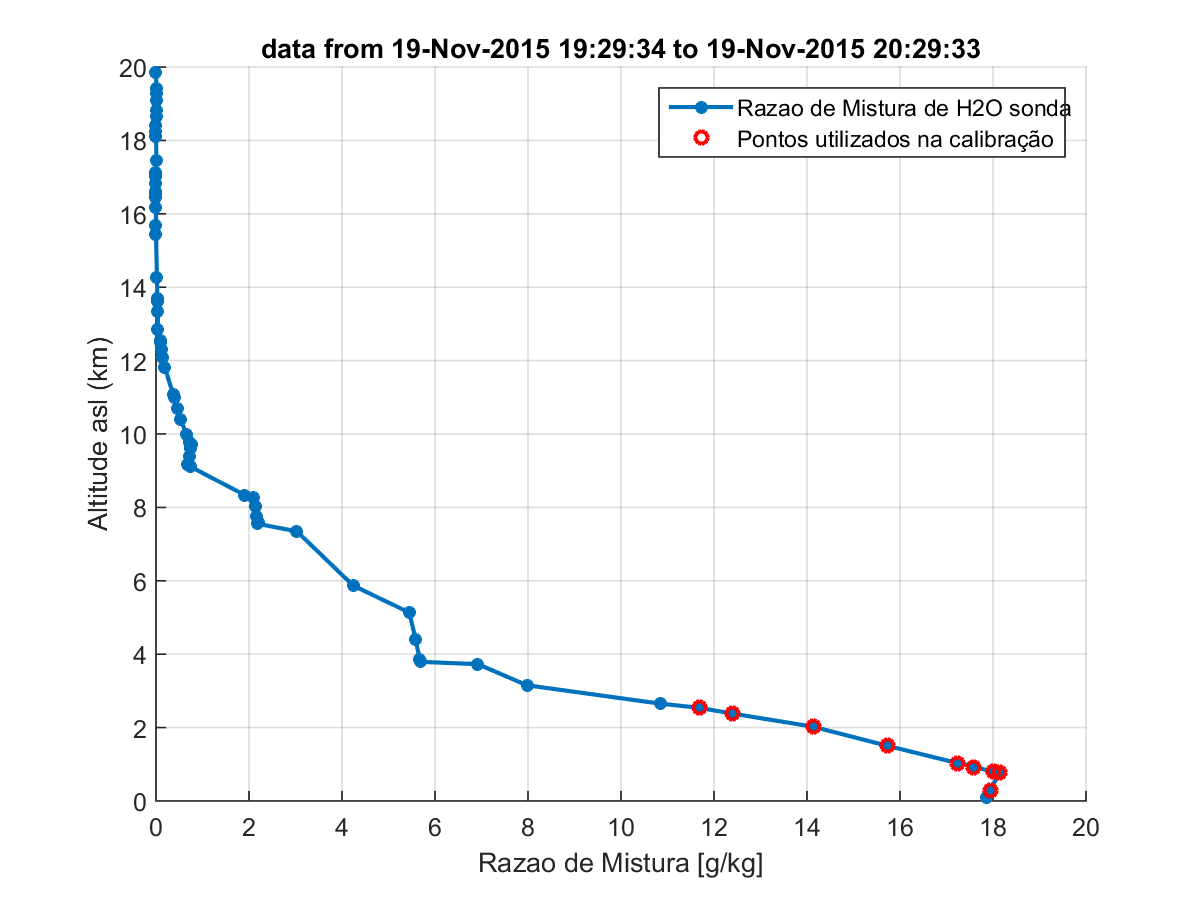 data from 19-Nov-2015 19:29:34 to 19-Nov-2015 20:29:33
Razao de Mistura de H2O sonda
Pontos utilizados na calibração
20
18
16
14
12
10
8
6
4
2
0
Altitude asl (km)
0 2 4 6 8 10 12 14 16 18 20
Razao de Mistura [g/kg]